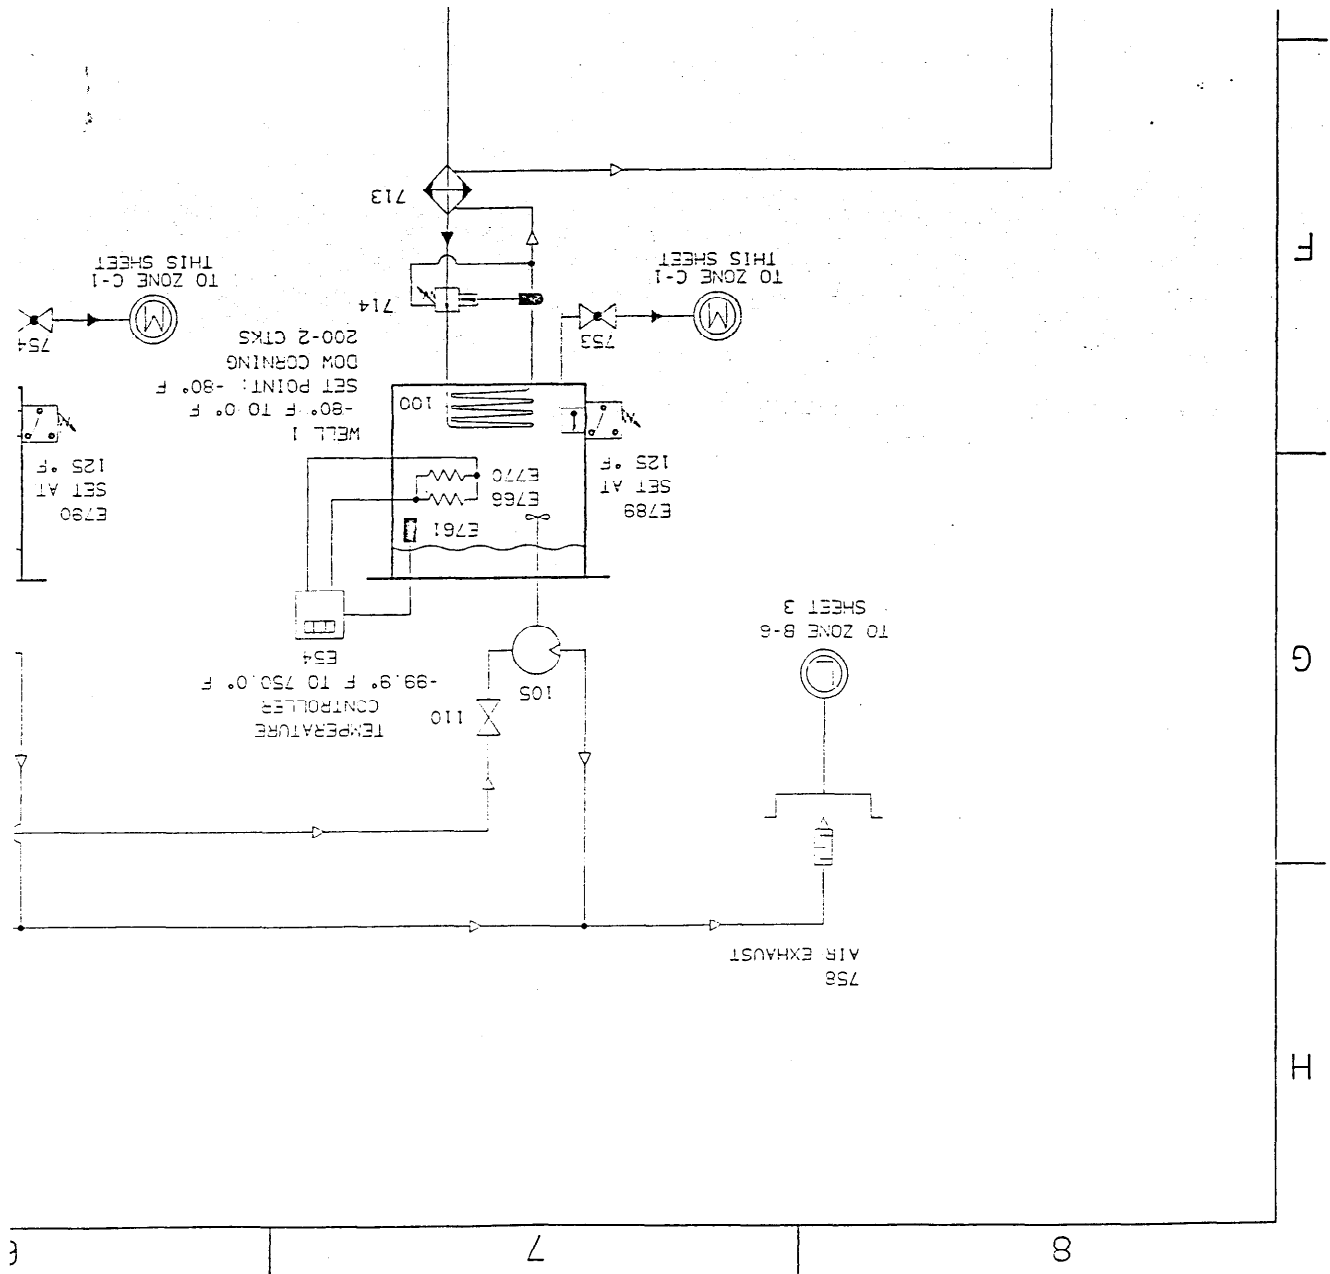 8
7
6
H
758
AIR EXHAUST
TEMPERATURE
CONTROLLER
-99.9° F TO 750.0° F
E54
110
105
G
TO ZONE B-6
SHEET 3
E761
E770
E789
SET AT
125 °F
E790
SET AT
125 °F
WELL 1
-80° F TO 0° F
SET POINT: -80° F
DOW CORNING
200-2 CTKS
100
753
754
714
TO ZONE C-1
THIS SHEET
TO ZONE C-1
THIS SHEET
F
713